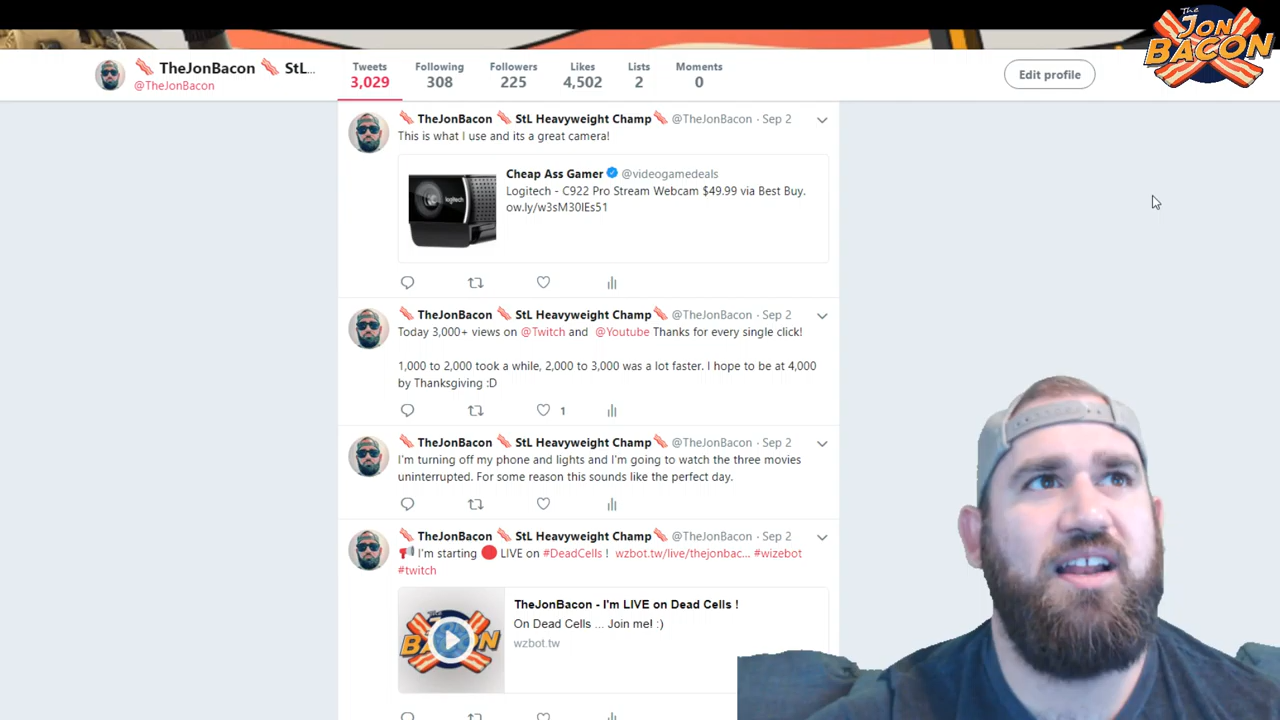 The
JON
BACON
TheJonBacon StL...
@TheJonBacon
Tweets Following Followers Likes Lists Moments
3,029 308 225 4,502 2 0
Edit profile
TheJonBacon StL Heavyweight Champ @TheJonBacon · Sep 2
This is what I use and its a great camera!
logitech
Cheap Ass Gamer @videogamedeals
Logitech - C922 Pro Stream Webcam $49.99 via Best Buy.
ow.ly/w3sM30lEs51
TheJonBacon StL Heavyweight Champ @TheJonBacon · Sep 2
Today 3,000+ views on @Twitch and @Youtube Thanks for every single click!
1,000 to 2,000 took a while, 2,000 to 3,000 was a lot faster. I hope to be at 4,000
by Thanksgiving :D
1
TheJonBacon StL Heavyweight Champ @TheJonBacon · Sep 2
I'm turning off my phone and lights and I'm going to watch the three movies
uninterrupted. For some reason this sounds like the perfect day.
TheJonBacon StL Heavyweight Champ @TheJonBacon · Sep 2
I'm starting LIVE on #DeadCells ! wzbot.tw/live/thejonbac... #wizebot
#twitch
The
BACON
TheJonBacon - I'm LIVE on Dead Cells !
On Dead Cells ... Join me! :)
wzbot.tw